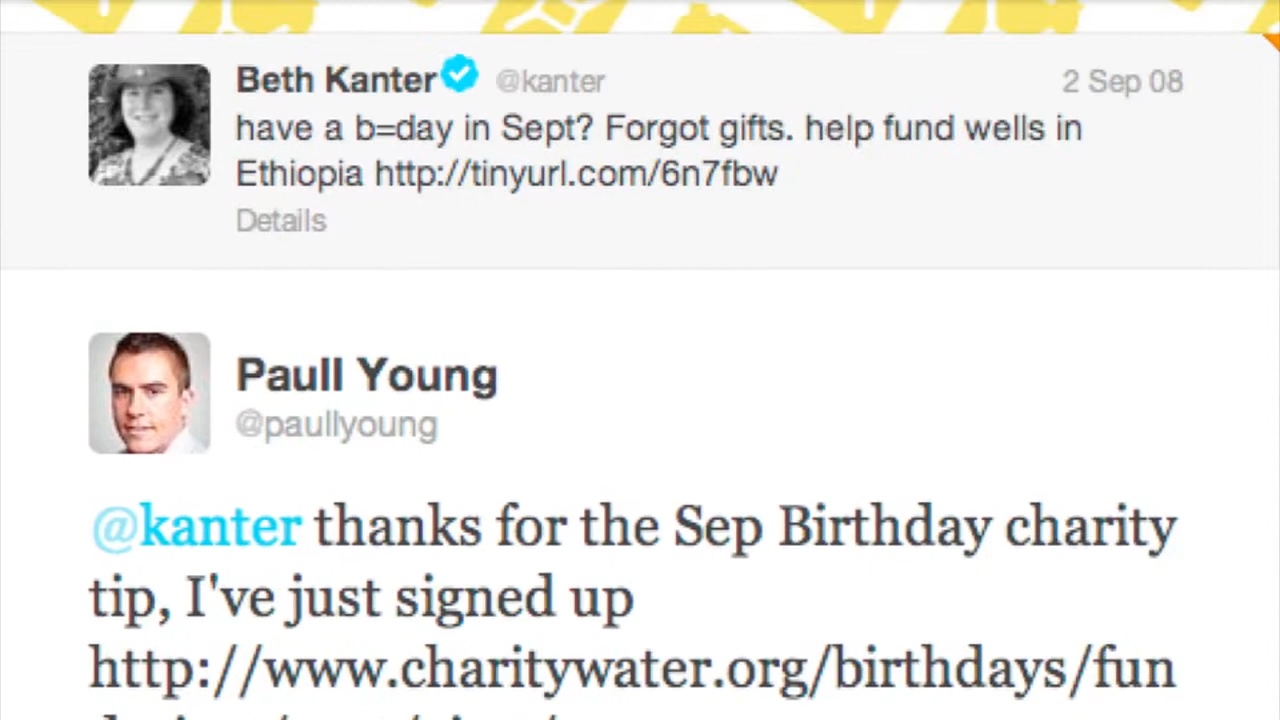 Beth Kanter @kanter 2 Sep 08
have a b=day in Sept? Forgot gifts. help fund wells in
Ethiopia http://tinyurl.com/6n7fbw
Details
Paull Young
@paullyoung
@kanter thanks for the Sep Birthday charity
tip, I've just signed up
http://www.charitywater.org/birthdays/fun